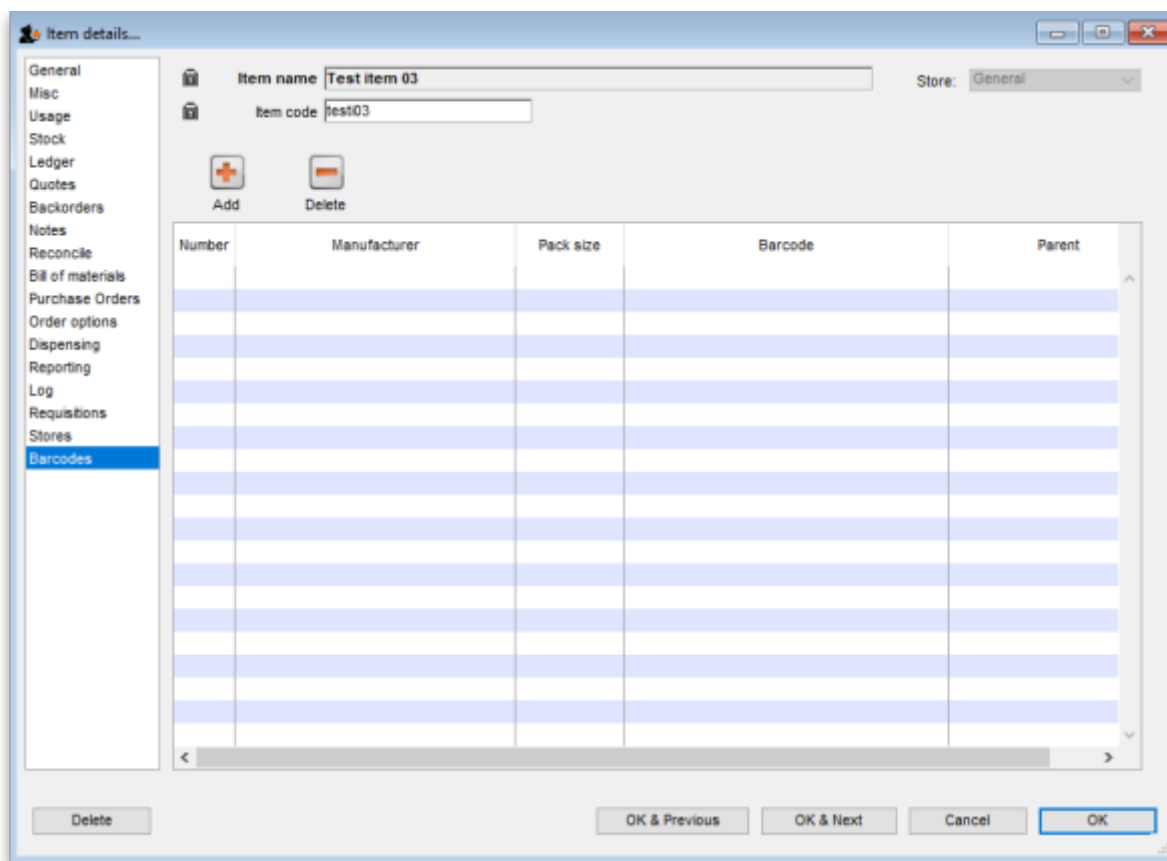 Item details...
General
Misc
Usage
Stock
Ledger
Quotes
Backorders
Notes
Reconcile
Bill of materials
Purchase Orders
Order options
Dispensing
Reporting
Log
Requisitions
Stores
Barcodes
Item name Test item 03 Store: General
Item code testi03
Add Delete
Number Manufacturer Pack size Barcode Parent
Delete OK & Previous OK & Next Cancel OK